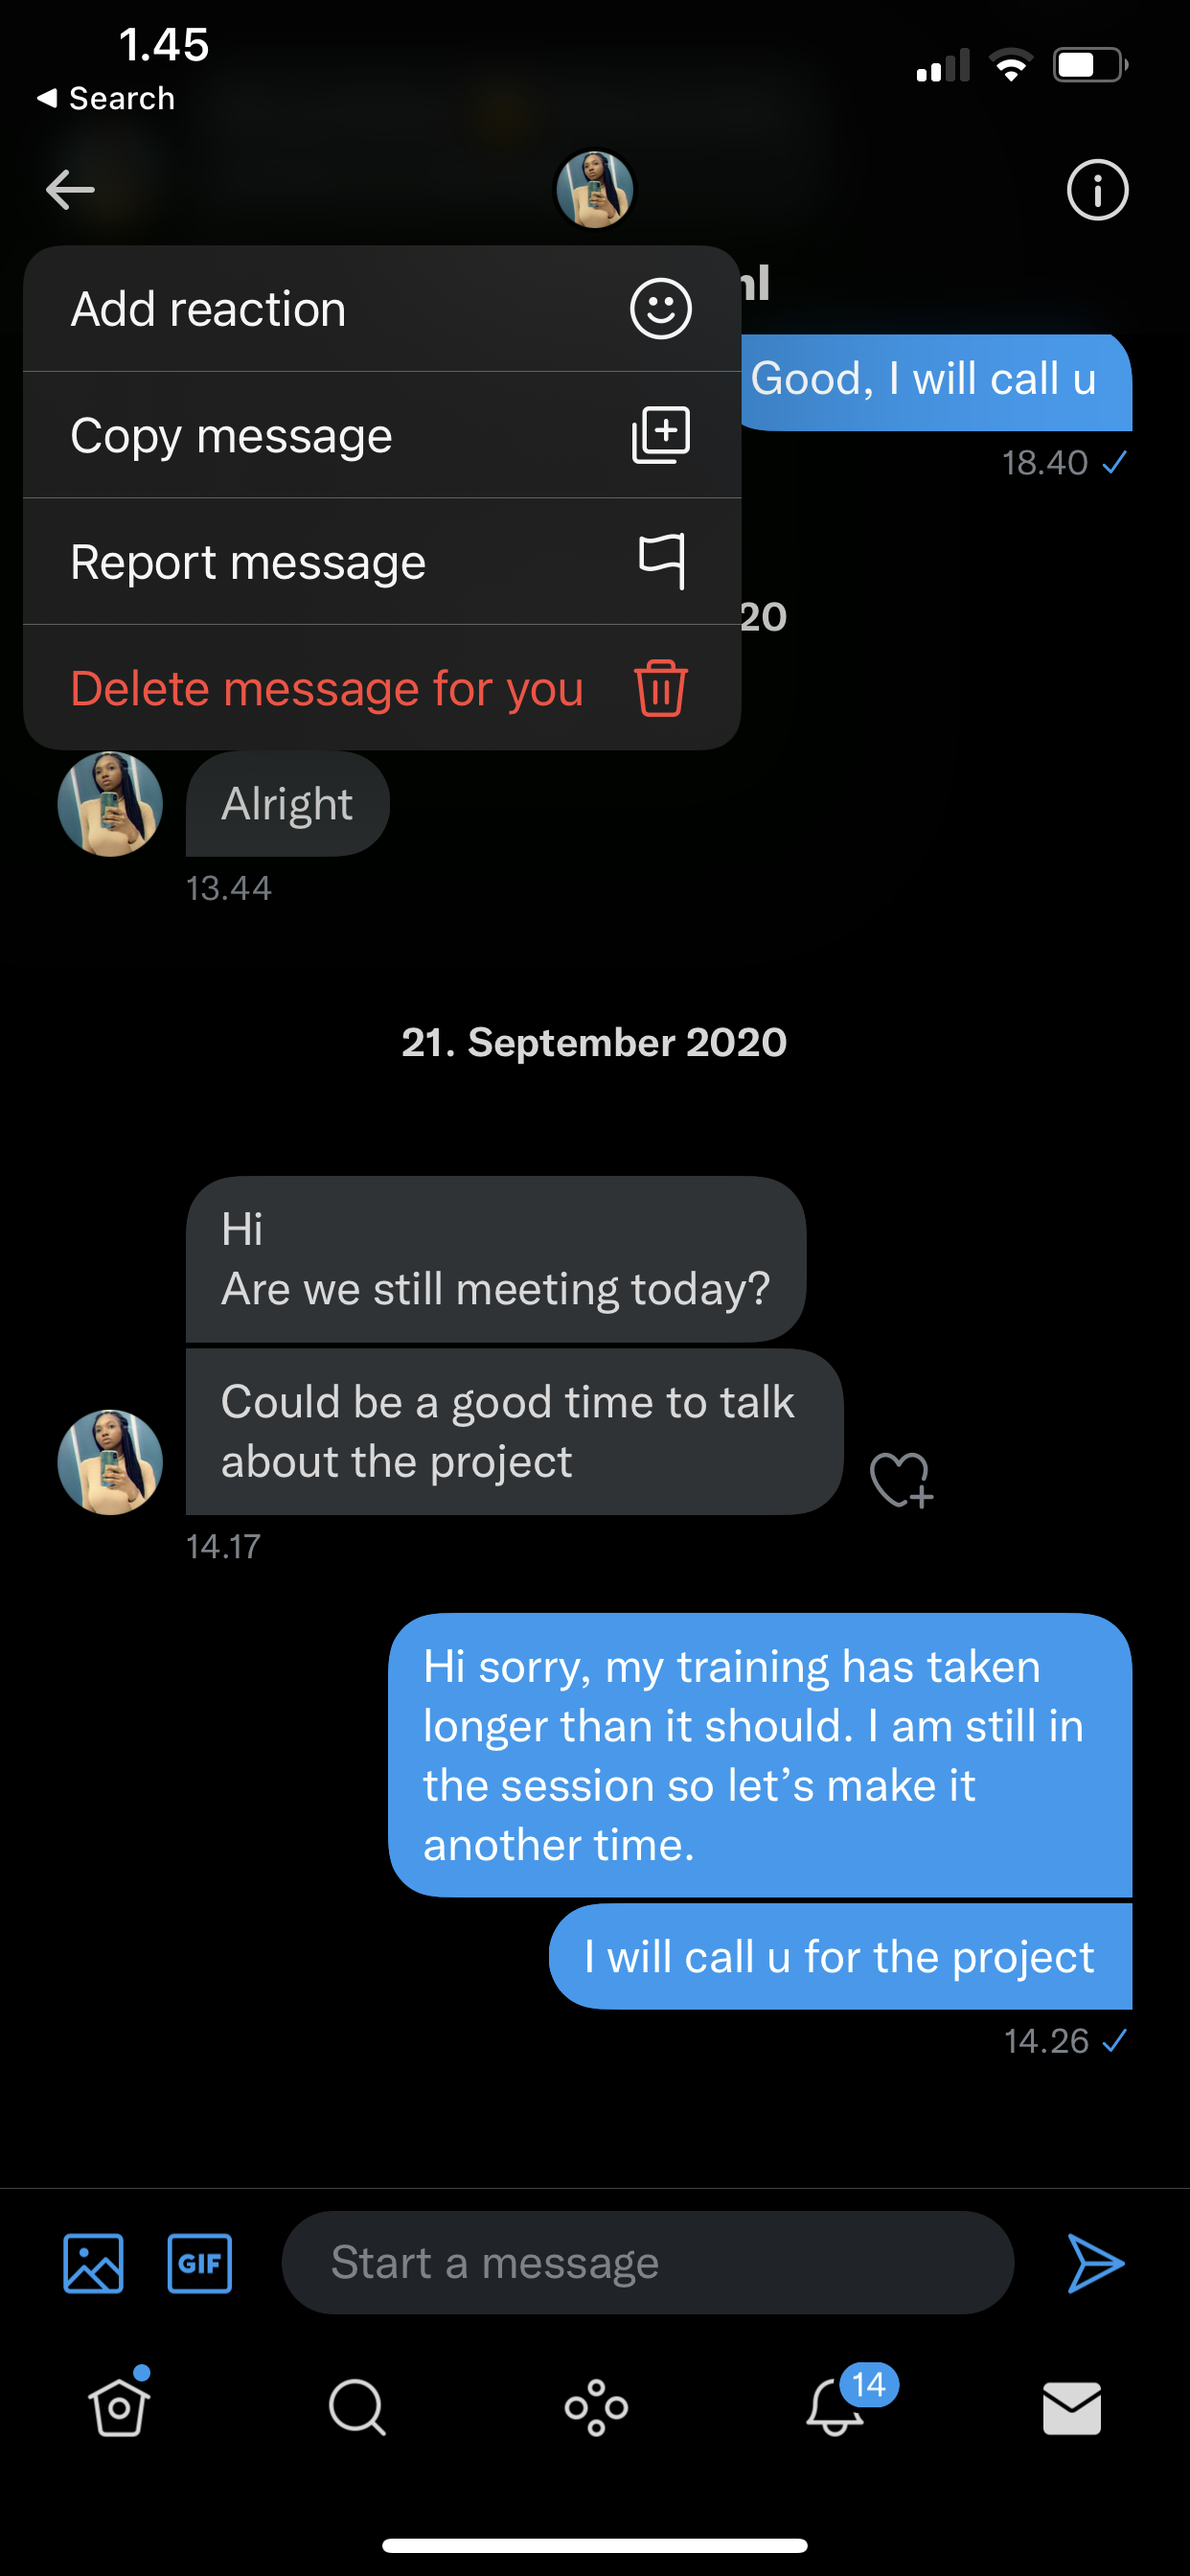 1.45
◀ Search
Add reaction
Copy message
Report message
Delete message for you
Good, I will call u
18.40
20
Alright
13.44
21. September 2020
Hi
Are we still meeting today?
Could be a good time to talk
about the project
14.17
Hi sorry, my training has taken
longer than it should. I am still in
the session so let’s make it
another time.
I will call u for the project
14.26
GIF
Start a message
14